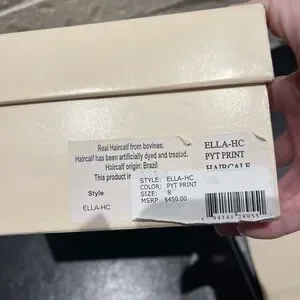 Real Haircalf from bovines.
Haircalf has been artificially dyed and treated.
Haircalf origin: Brazil
This product is
Style
ELLA-HC
ELLA-HC
PYT PRINT
HAIRCALF
STYLE: ELLA-HC
COLOR: PYT PRINT
SIZE: 8
MSRP $450.00